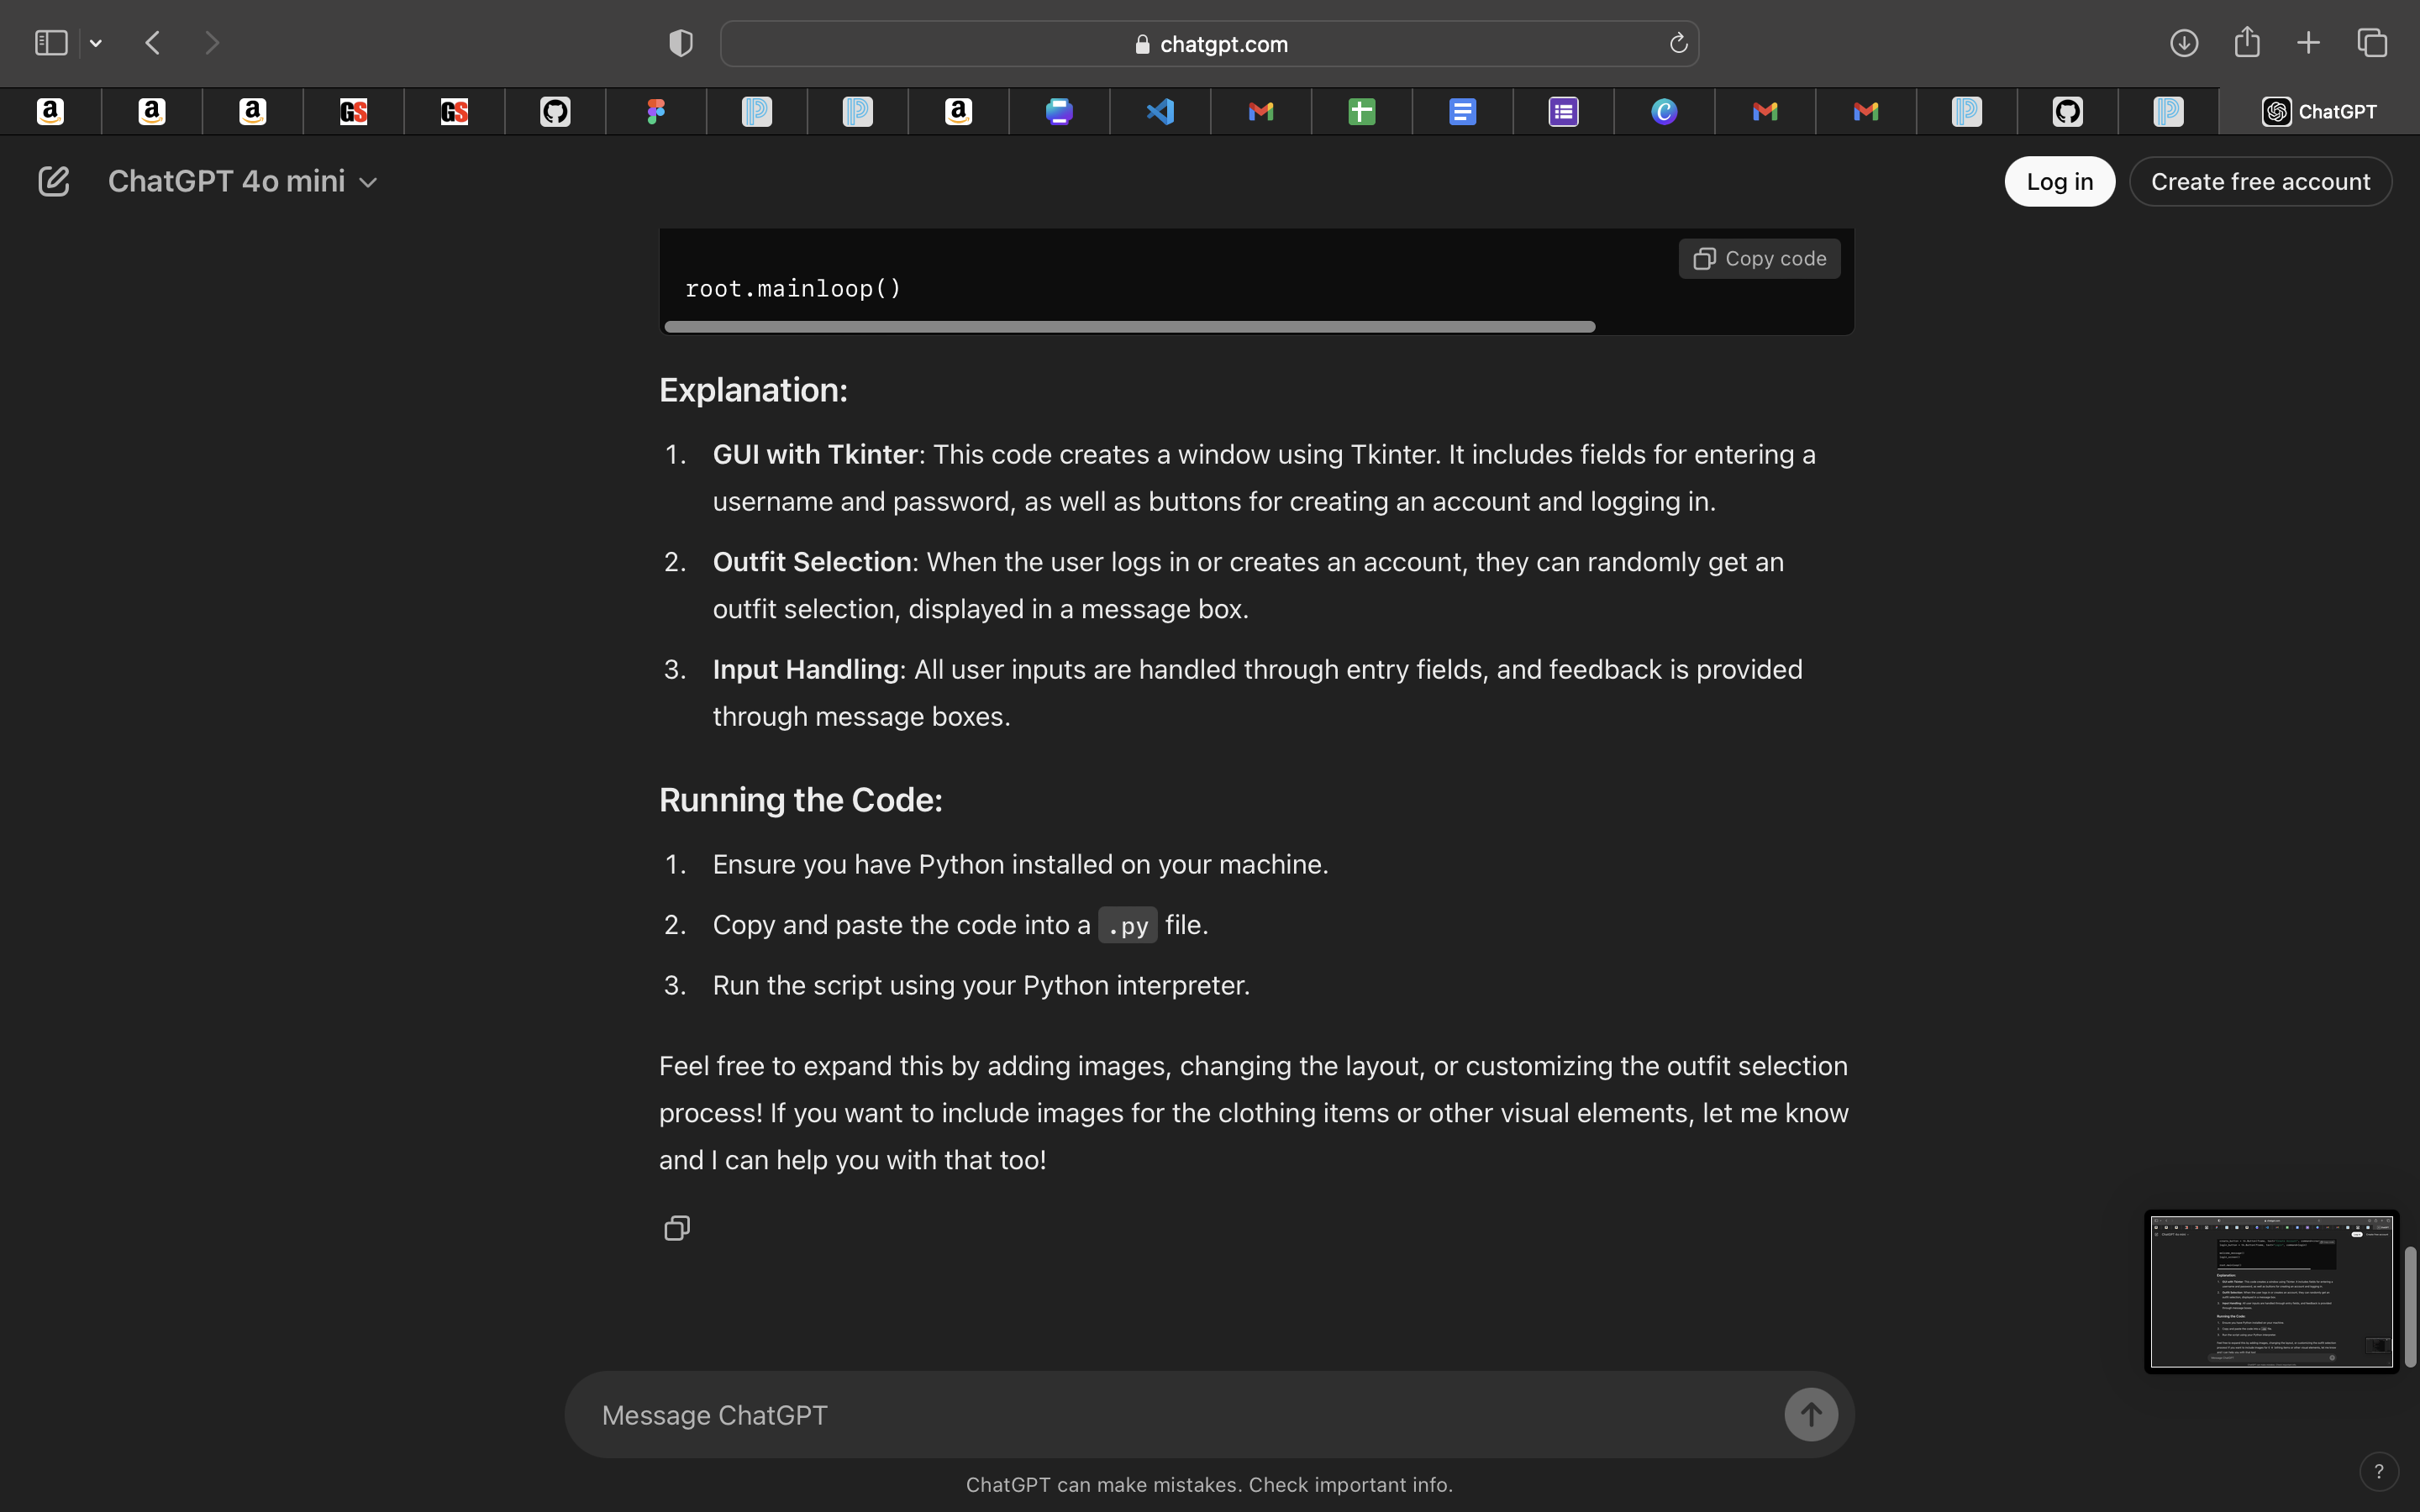 chatgpt.com
ChatGPT
ChatGPT 4o mini
Log in
Create free account
Copy code
root.mainloop()
Explanation:
1. GUI with Tkinter: This code creates a window using Tkinter. It includes fields for entering a
username and password, as well as buttons for creating an account and logging in.
2. Outfit Selection: When the user logs in or creates an account, they can randomly get an
outfit selection, displayed in a message box.
3. Input Handling: All user inputs are handled through entry fields, and feedback is provided
through message boxes.
Running the Code:
1. Ensure you have Python installed on your machine.
2. Copy and paste the code into a .py file.
3. Run the script using your Python interpreter.
Feel free to expand this by adding images, changing the layout, or customizing the outfit selection
process! If you want to include images for the clothing items or other visual elements, let me know
and I can help you with that too!
Message ChatGPT
ChatGPT can make mistakes. Check important info.
?